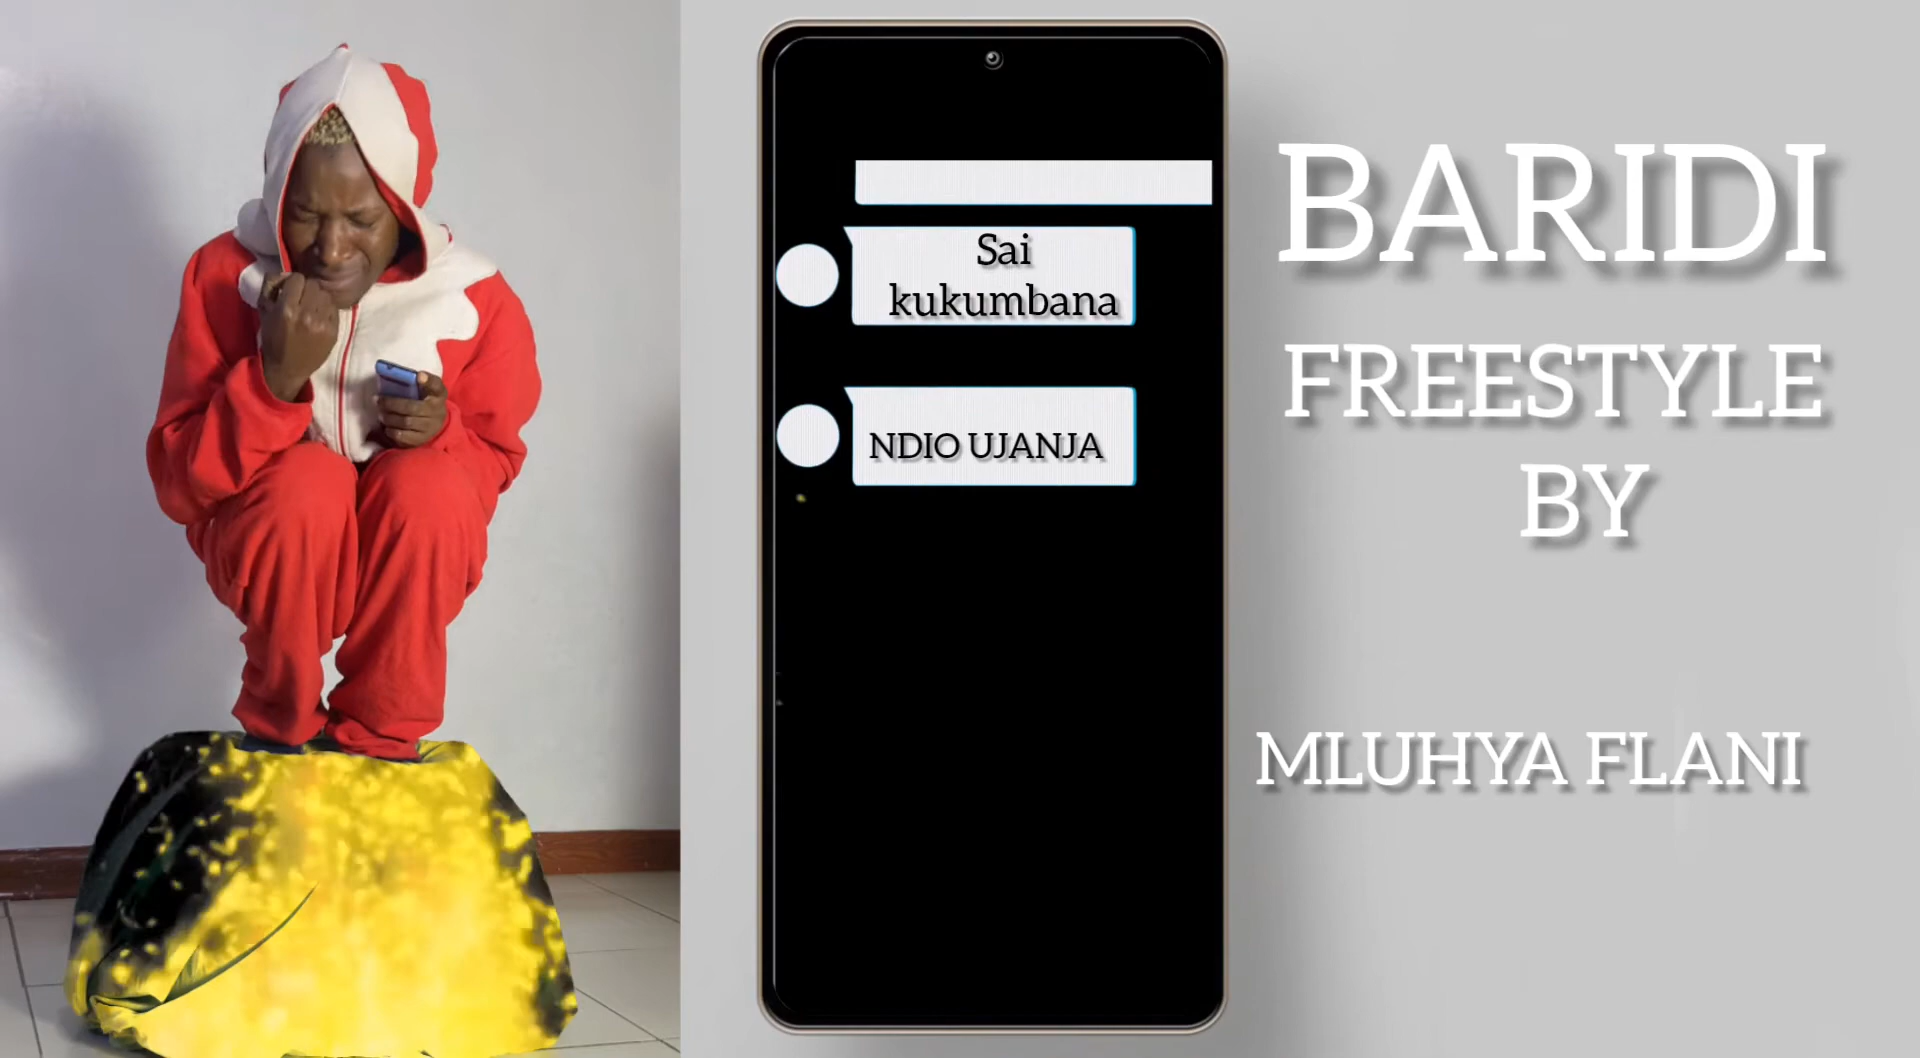 Sai
kukumbana
NDIO UJANJA
BARIDI
FREESTYLE
BY
MLUHYA FLANI